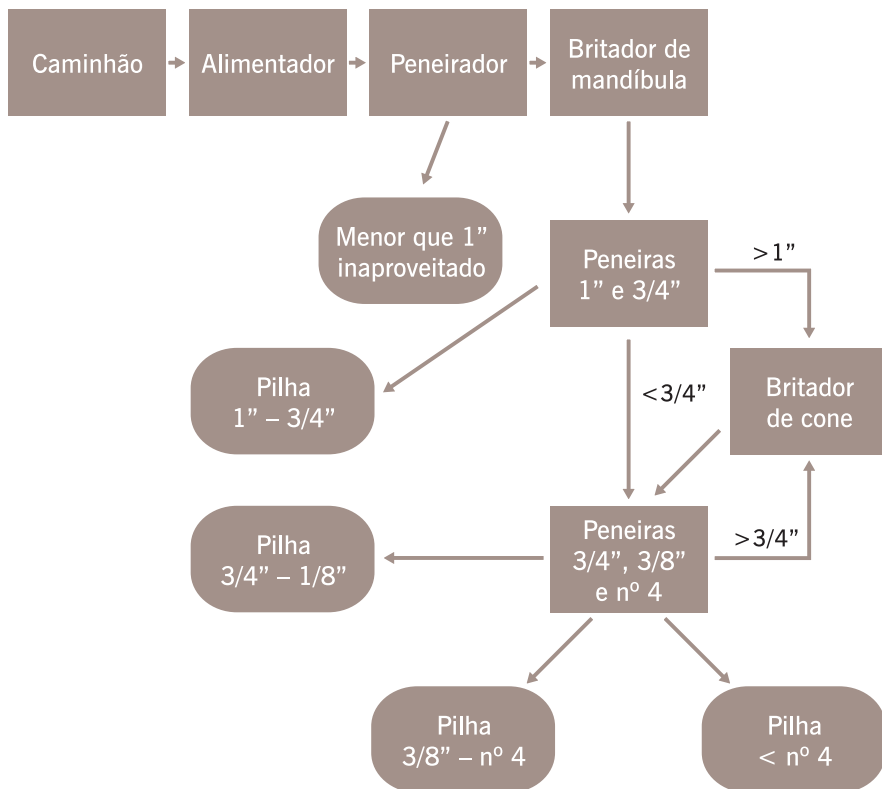 Caminhão
Alimentador
Peneirador
Britador de
mandíbula
Menor que 1”
inaproveitado
Peneiras
1” e 3/4”
>1”
Pilha
1” – 3/4”
<3/4”
Britador
de cone
Pilha
3/4” – 1/8”
Peneiras
3/4”, 3/8”
e nº 4
>3/4”
Pilha
3/8” – nº 4
Pilha
< nº 4